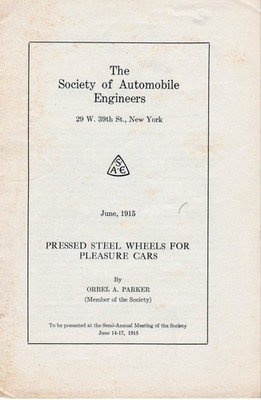 The
Society of Automobile
Engineers
29 W. 39th St., New York
S
A E
June, 1915
PRESSED STEEL WHEELS FOR
PLEASURE CARS
By
ORREL A. PARKER
(Member of the Society)
To be presented at the Semi-Annual Meeting of the Society
June 14-17, 1915